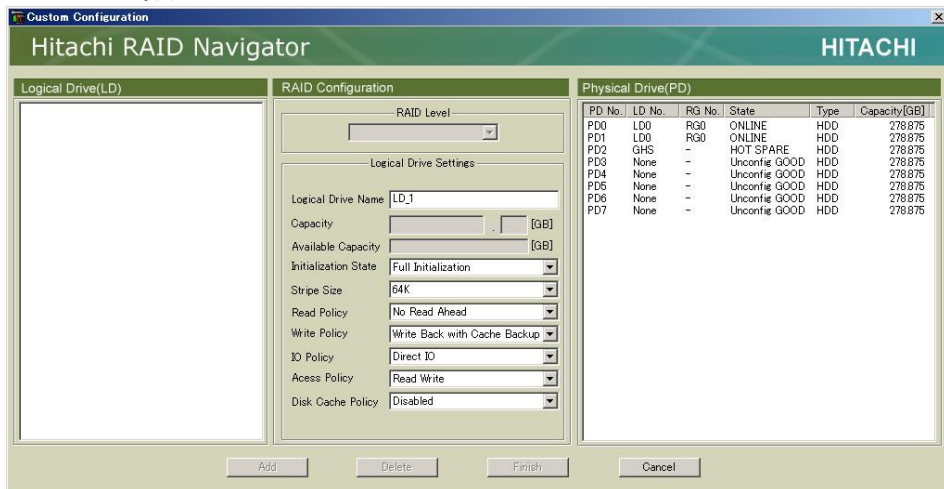 Custom Configuration
Hitachi RAID Navigator
HITACHI
Logical Drive(LD)
RAID Configuration
RAID Level
Logical Drive Settings
Logical Drive Name LD_1
Capacity . [GB]
Available Capacity [GB]
Initialization State Full Initialization
Stripe Size 64K
Read Policy No Read Ahead
Write Policy Write Back with Cache Backup
IO Policy Direct IO
Acess Policy Read Write
Disk Cache Policy Disabled
Physical Drive(PD)
PD No. LD No. RG No. State Type Capacity[GB]
PD0 LD0 RG0 ONLINE HDD 278.875
PD1 LD0 RG0 ONLINE HDD 278.875
PD2 GHS - HOT SPARE HDD 278.875
PD3 None - Unconfig GOOD HDD 278.875
PD4 None - Unconfig GOOD HDD 278.875
PD5 None - Unconfig GOOD HDD 278.875
PD6 None - Unconfig GOOD HDD 278.875
PD7 None - Unconfig GOOD HDD 278.875
Add Delete Finish Cancel